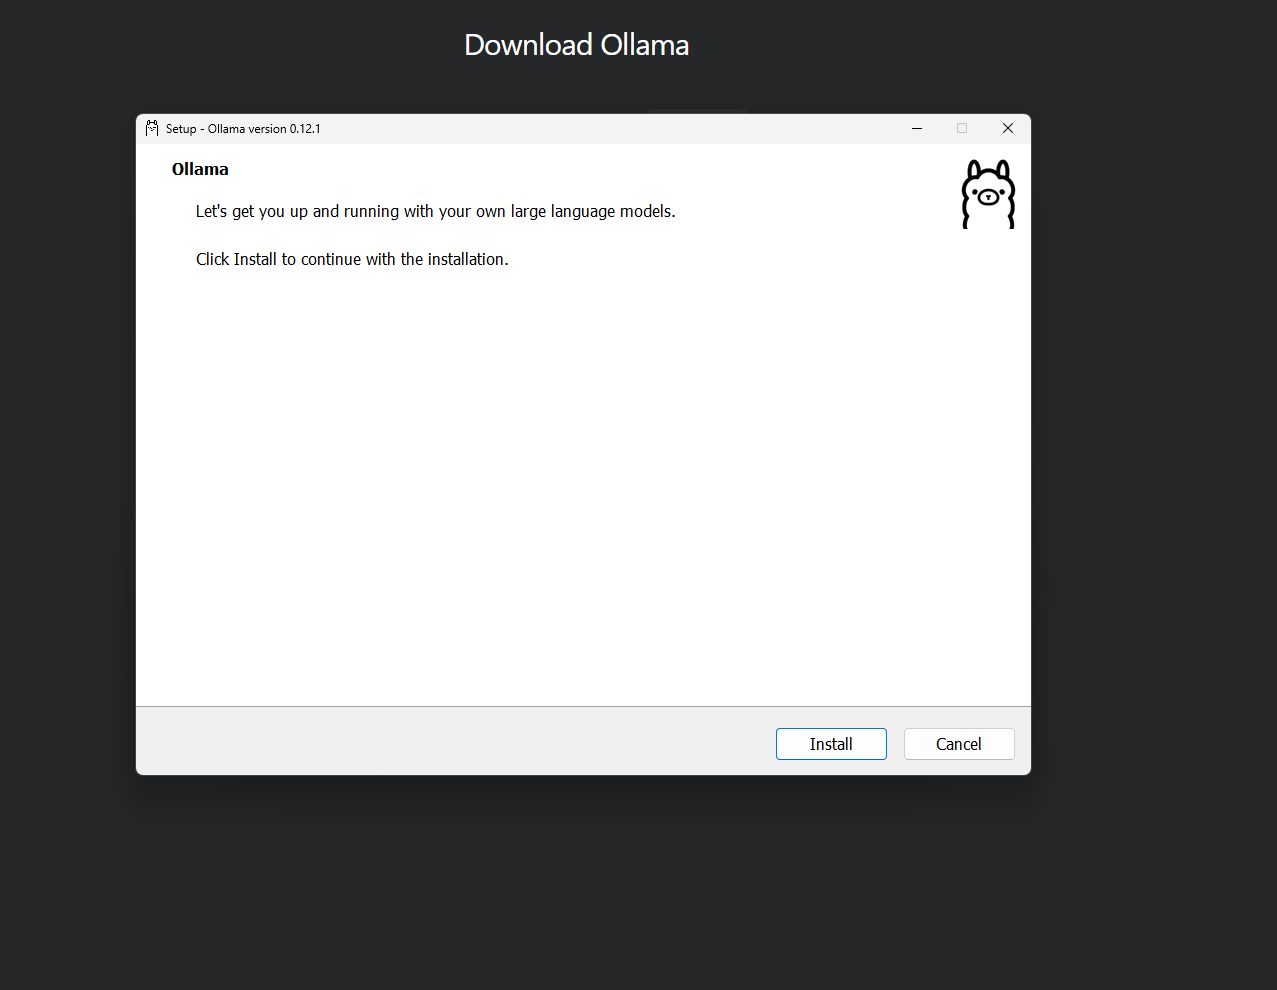 Download Ollama
Setup - Ollama version 0.12.1
Ollama
Let's get you up and running with your own large language models.
Click Install to continue with the installation.
Install
Cancel